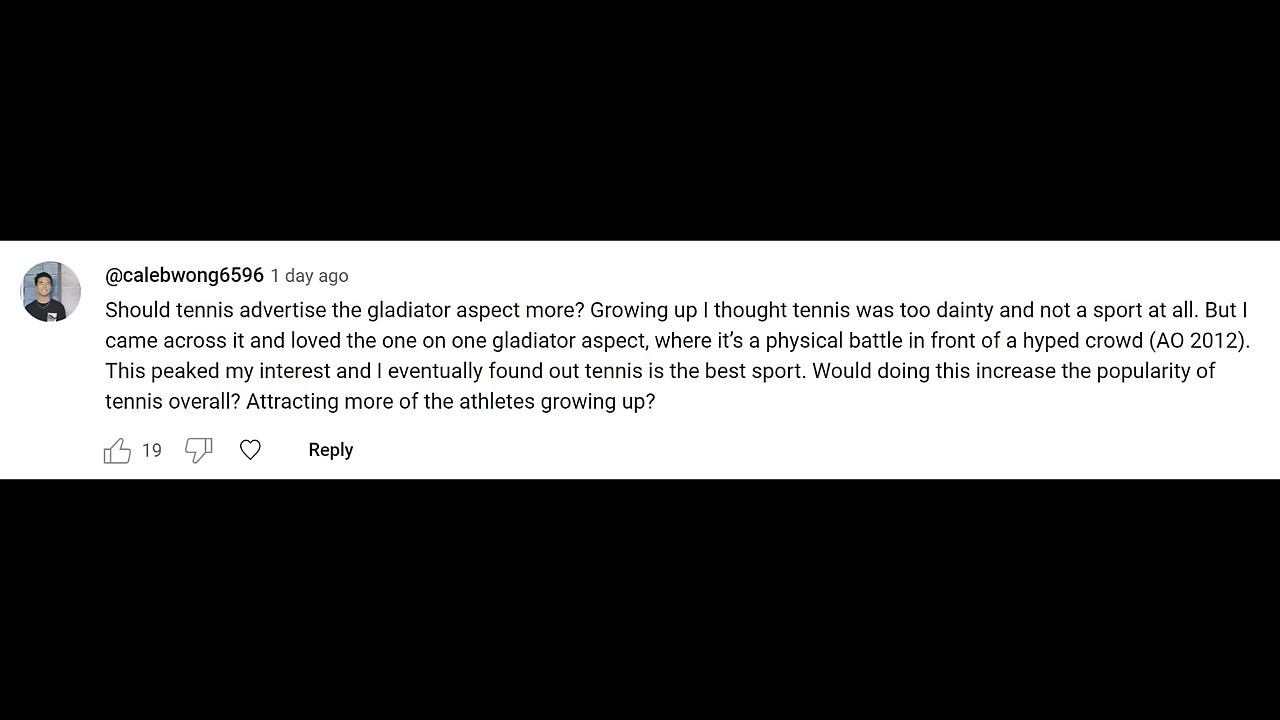 @calebwong6596 1 day ago
Should tennis advertise the gladiator aspect more? Growing up I thought tennis was too dainty and not a sport at all. But I
came across it and loved the one on one gladiator aspect, where it’s a physical battle in front of a hyped crowd (AO 2012).
This peaked my interest and I eventually found out tennis is the best sport. Would doing this increase the popularity of
tennis overall? Attracting more of the athletes growing up?
19 Reply